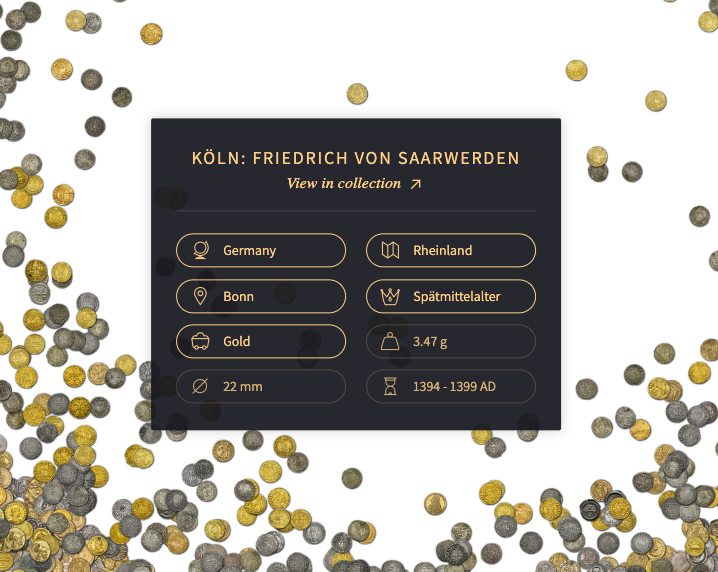 KÖLN: FRIEDRICH VON SAARWERDEN
View in collection
Germany
Rheinland
Bonn
Spätmittelalter
Gold
3.47 g
22 mm
1394 - 1399 AD